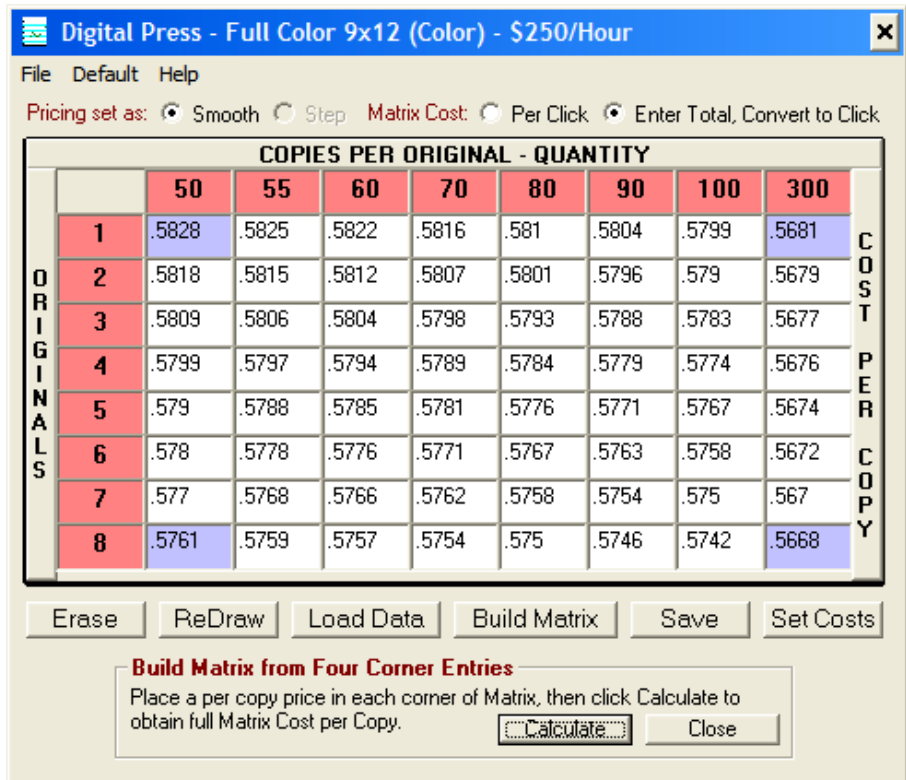 Digital Press - Full Color 9x12 (Color) - $250/Hour
File Default Help
Pricing set as: Smooth Step Matrix Cost: Per Click Enter Total, Convert to Click
COPIES PER ORIGINAL - QUANTITY
50 55 60 70 80 90 100 300
1 .5828 .5825 .5822 .5816 .581 .5804 .5799 .5681
2 .5818 .5815 .5812 .5807 .5801 .5796 .579 .5679
3 .5809 .5806 .5804 .5798 .5793 .5788 .5783 .5677
4 .5799 .5797 .5794 .5789 .5784 .5779 .5774 .5676
5 .579 .5788 .5785 .5781 .5776 .5771 .5767 .5674
6 .578 .5778 .5776 .5771 .5767 .5763 .5758 .5672
7 .577 .5768 .5766 .5762 .5758 .5754 .575 .567
8 .5761 .5759 .5757 .5754 .575 .5746 .5742 .5668
ORIGINALS
COST PER COPY
Erase ReDraw Load Data Build Matrix Save Set Costs
Build Matrix from Four Corner Entries
Place a per copy price in each corner of Matrix, then click Calculate to
obtain full Matrix Cost per Copy. Calculate Close